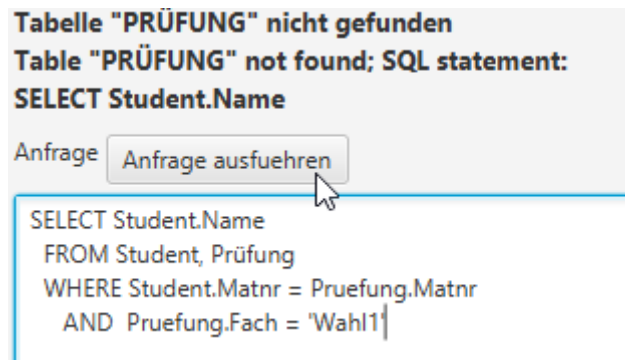 Tabelle "PRÜFUNG" nicht gefunden
Table "PRÜFUNG" not found; SQL statement:
SELECT Student.Name
Anfrage Anfrage ausfuehren
SELECT Student.Name
FROM Student, Prüfung
WHERE Student.Matnr = Pruefung.Matnr
AND Pruefung.Fach = 'Wahl1'